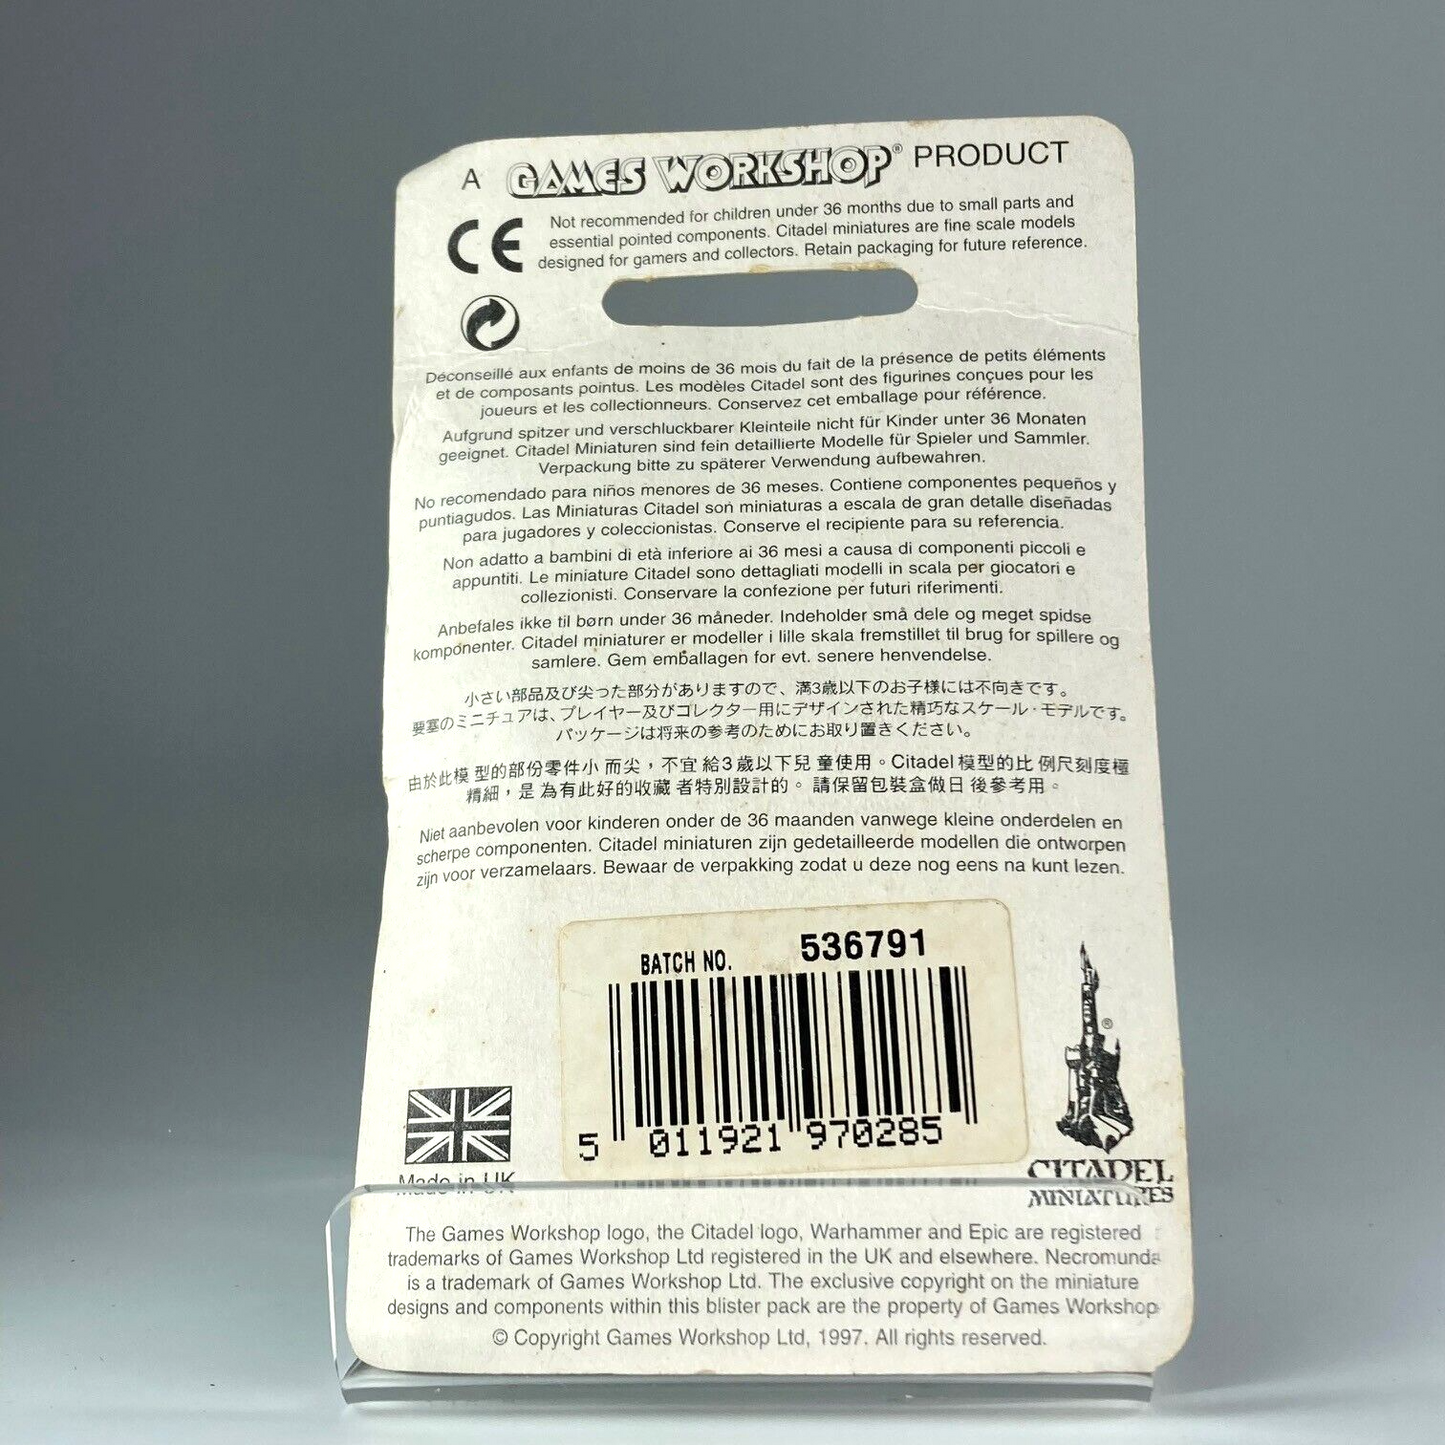 A GAMES WORKSHOP® PRODUCT
CE
Not recommended for children under 36 months due to small parts and
essential pointed components. Citadel miniatures are fine scale models
designed for gamers and collectors. Retain packaging for future reference.
Déconseillé aux enfants de moins de 36 mois du fait de la présence de petits éléments
et de composants pointus. Les modèles Citadel sont des figurines conçues pour les
joueurs et les collectionneurs. Conservez cet emballage pour référence.
Aufgrund spitzer und verschluckbarer Kleinteile nicht für Kinder unter 36 Monaten
geeignet. Citadel Miniaturen sind fein detaillierte Modelle für Spieler und Sammler.
Verpackung bitte zu späterer Verwendung aufbewahren.
No recomendado para niños menores de 36 meses. Contiene componentes pequeños y
puntiagudos. Las Miniaturas Citadel son miniaturas a escala de gran detalle diseñadas
para jugadores y coleccionistas. Conserve el recipiente para su referencia.
Non adatto a bambini di età inferiore ai 36 mesi a causa di componenti piccoli e
appuntiti. Le miniature Citadel sono dettagliati modelli in scala per giocatori e
collezionisti. Conservare la confezione per futuri riferimenti.
Anbefales ikke til børn under 36 måneder. Indeholder små dele og meget spidse
komponenter. Citadel miniaturer er modeller i lille skala fremstillet til brug for spillere og
samlere. Gem emballagen for evt. senere henvendelse.
小さい部品及び尖った部分がありますので、満3歳以下のお子様には不向きです。
要塞のミニチュアは、プレイヤー及びコレクター用にデザインされた精巧なスケール·モデルです。
パッケージは将来の参考のためにお取り置きください。
由於此模 型的部份零件小 而尖，不宜 給3歲以下兒 童使用。Citadel模型的比 例尺刻度極
精細，是 為有此好的收藏 者特別設計的。 請保留包裝盒做日 後參考用。
Niet aanbevolen voor kinderen onder de 36 maanden vanwege kleine onderdelen en
scherpe componenten. Citadel miniaturen zijn gedetailleerde modellen die ontworpen
zijn voor verzamelaars. Bewaar de verpakking zodat u deze nog eens na kunt lezen.
BATCH NO. 536791
5 011921 970285
®
Made in UK
CITADEL
MINIATURES
The Games Workshop logo, the Citadel logo, Warhammer and Epic are registered
trademarks of Games Workshop Ltd registered in the UK and elsewhere. Necromunda
is a trademark of Games Workshop Ltd. The exclusive copyright on the miniature
designs and components within this blister pack are the property of Games Workshop
© Copyright Games Workshop Ltd, 1997. All rights reserved.